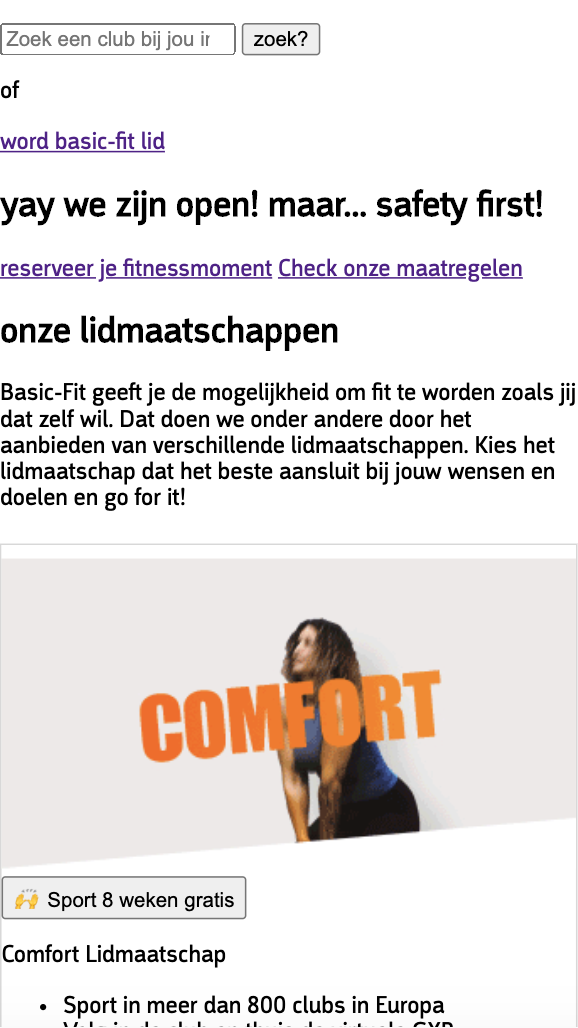 Zoek een club bij jou in
zoek?
of
word basic-fit lid
yay we zijn open! maar... safety first!
reserveer je fitnessmoment Check onze maatregelen
onze lidmaatschappen
Basic-Fit geeft je de mogelijkheid om fit te worden zoals jij
dat zelf wil. Dat doen we onder andere door het
aanbieden van verschillende lidmaatschappen. Kies het
lidmaatschap dat het beste aansluit bij jouw wensen en
doelen en go for it!
COMFORT
🙌 Sport 8 weken gratis
Comfort Lidmaatschap
• Sport in meer dan 800 clubs in Europa